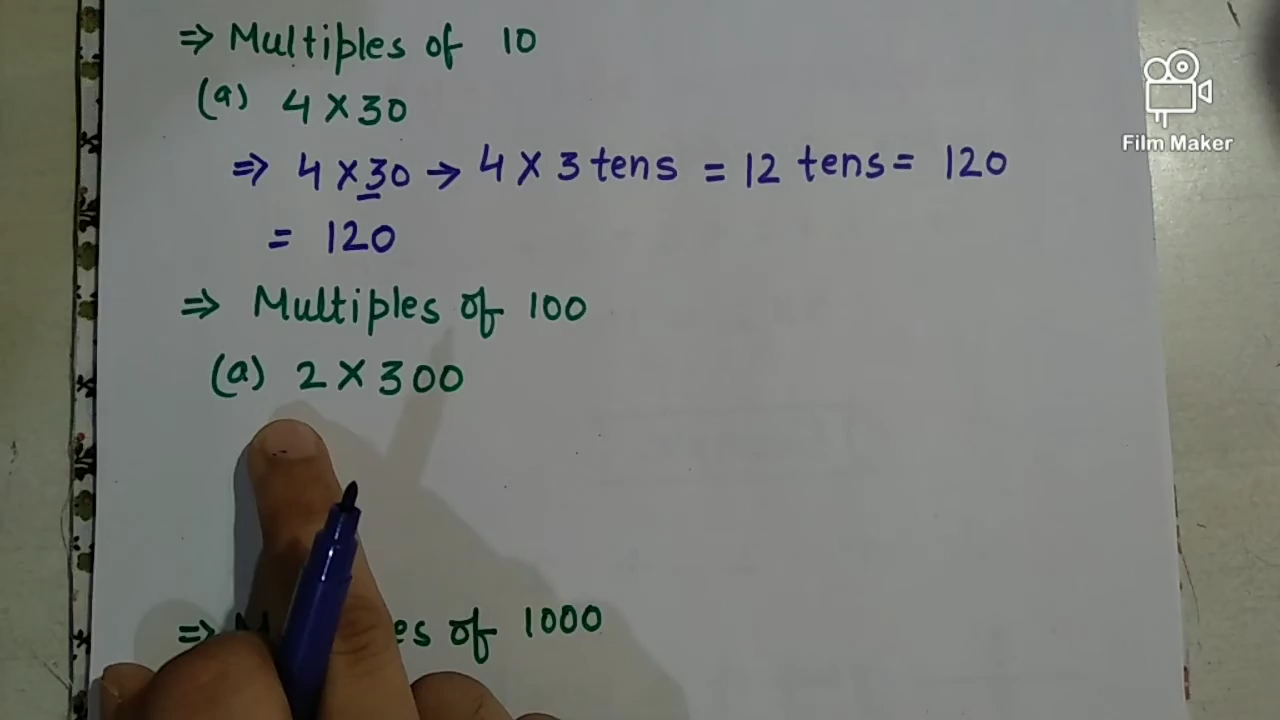 ⇒ Multiples of 10
(a) 4 × 30
⇒ 4 × 30 → 4 × 3 tens = 12 tens = 120
= 120
⇒ Multiples of 100
(a) 2 × 300
⇒ of 1000
Film Maker